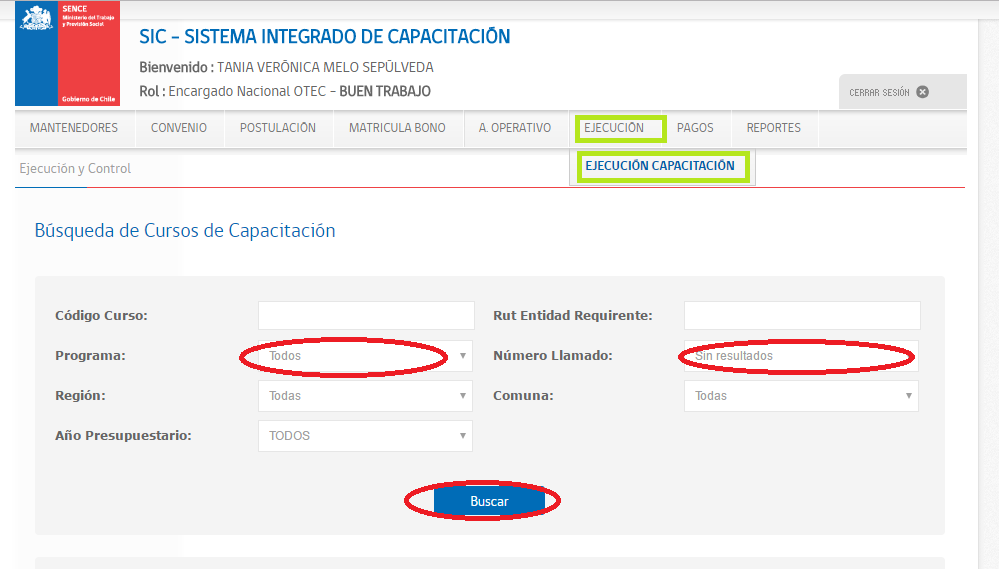 SENCE
Ministerio del Trabajo
y Previsión Social
Gobierno de Chile
SIC – SISTEMA INTEGRADO DE CAPACITACIÓN
Bienvenido : TANIA VERÓNICA MELO SEPÚLVEDA
Rol : Encargado Nacional OTEC – BUEN TRABAJO
CERRAR SESIÓN
MANTENEDORES CONVENIO POSTULACIÓN MATRICULA BONO A. OPERATIVO EJECUCIÓN PAGOS REPORTES
EJECUCIÓN CAPACITACIÓN
Ejecución y Control
Búsqueda de Cursos de Capacitación
Código Curso: Rut Entidad Requirente:
Programa: Todos Número Llamado: Sin resultados
Región: Todas Comuna: Todas
Año Presupuestario: TODOS
Buscar